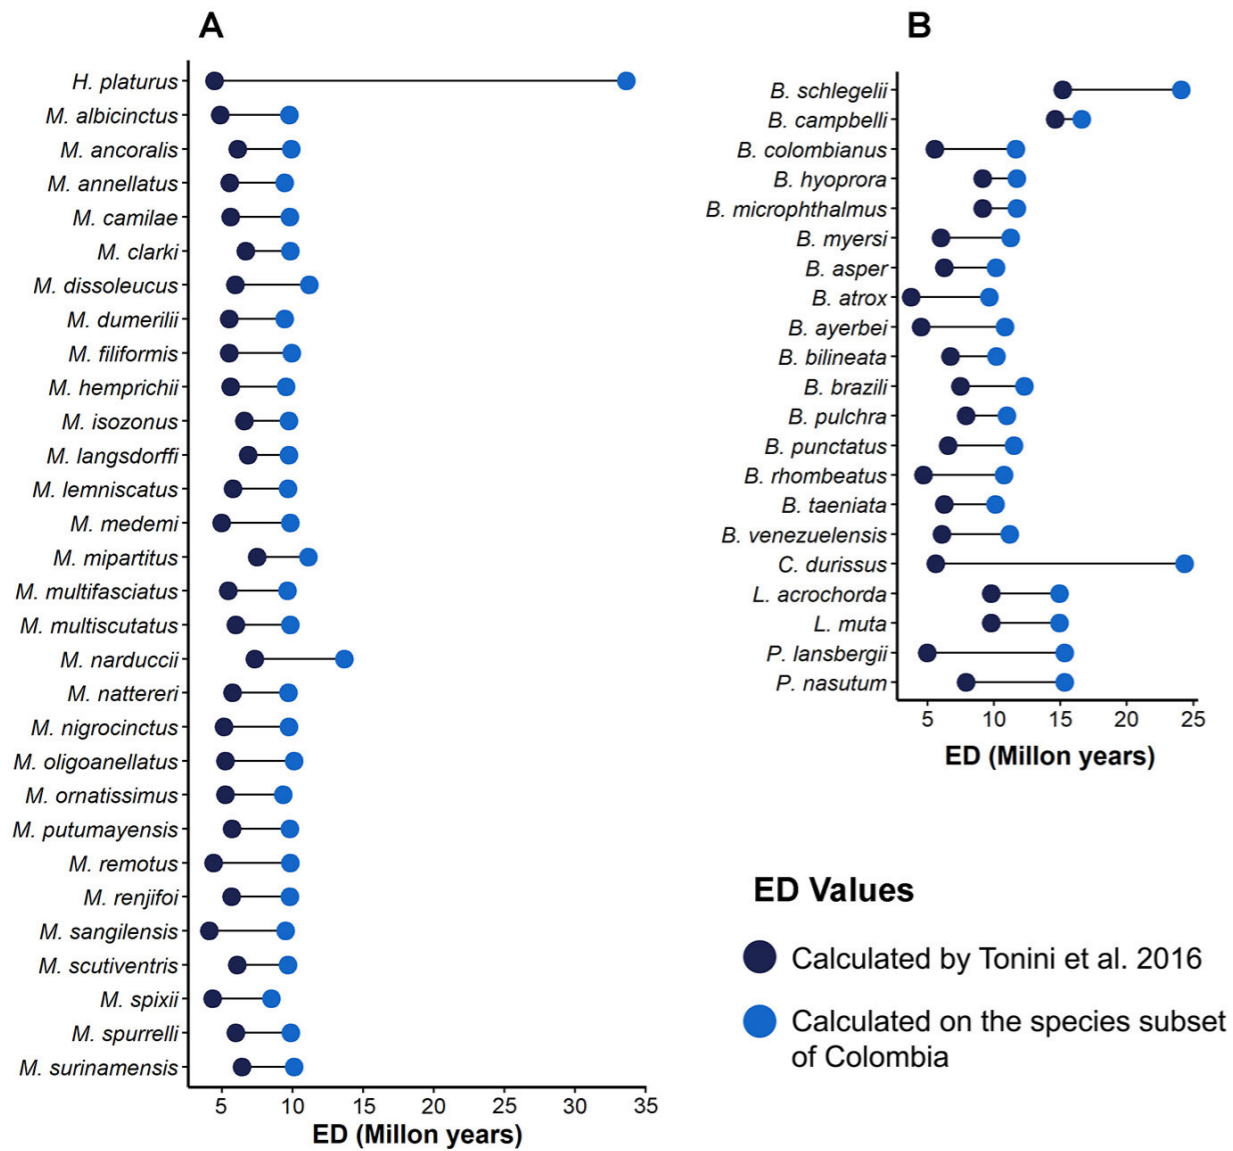 A
H. platurus
M. albicinctus
M. ancoralis
M. annellatus
M. camilae
M. clarki
M. dissoleucus
M. dumerilii
M. filiformis
M. hemprichii
M. isozonus
M. langsdorffi
M. lemniscatus
M. medemi
M. mipartitus
M. multifasciatus
M. multiscutatus
M. narduccii
M. nattereri
M. nigrocinctus
M. oligoanellatus
M. ornatissimus
M. putumayensis
M. remotus
M. renjifoi
M. sangilensis
M. scutiventris
M. spixii
M. spurrelli
M. surinamensis
5 10 15 20 25 30 35
ED (Millon years)
B
B. schlegelii
B. campbelli
B. colombianus
B. hyoprora
B. microphthalmus
B. myersi
B. asper
B. atrox
B. ayerbei
B. bilineata
B. brazili
B. pulchra
B. punctatus
B. rhombeatus
B. taeniata
B. venezuelensis
C. durissus
L. acrochorda
L. muta
P. lansbergii
P. nasutum
5 10 15 20 25
ED (Millon years)
ED Values
Calculated by Tonini et al. 2016
Calculated on the species subset
of Colombia